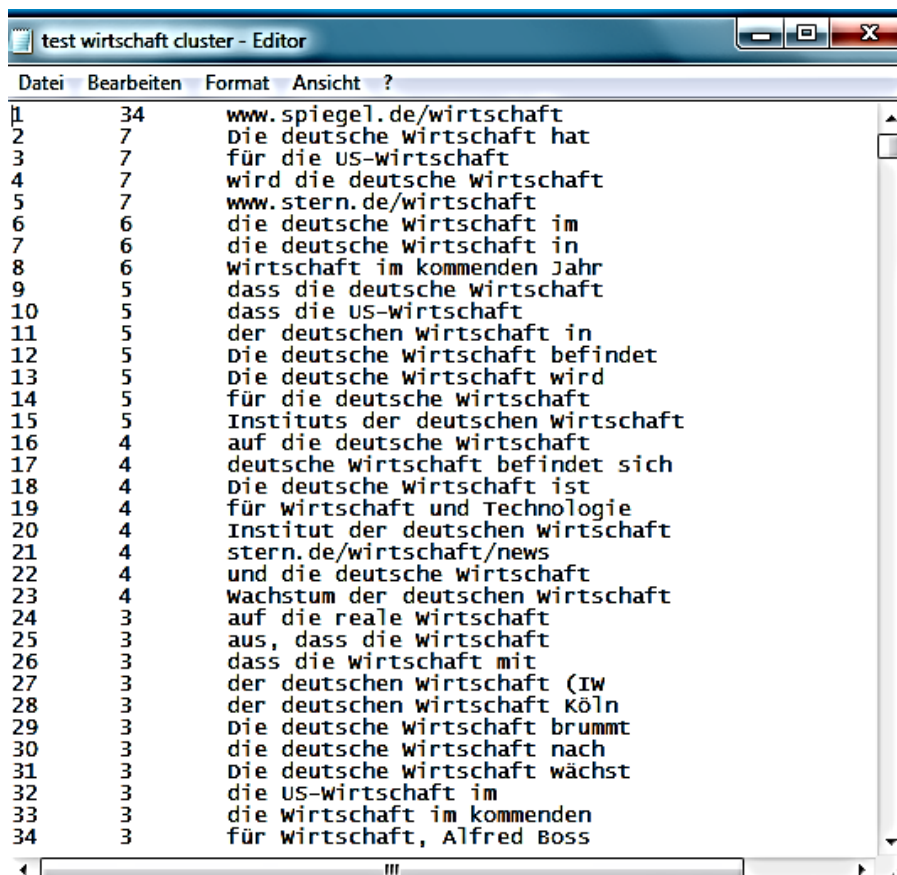 test wirtschaft cluster - Editor
Datei Bearbeiten Format Ansicht ?
1 34 www.spiegel.de/wirtschaft
2 7 Die deutsche Wirtschaft hat
3 7 für die US-Wirtschaft
4 7 wird die deutsche Wirtschaft
5 7 www.stern.de/wirtschaft
6 6 die deutsche Wirtschaft im
7 6 die deutsche Wirtschaft in
8 6 Wirtschaft im kommenden Jahr
9 5 dass die deutsche Wirtschaft
10 5 dass die US-Wirtschaft
11 5 der deutschen Wirtschaft in
12 5 Die deutsche Wirtschaft befindet
13 5 Die deutsche Wirtschaft wird
14 5 für die deutsche Wirtschaft
15 5 Instituts der deutschen Wirtschaft
16 4 auf die deutsche Wirtschaft
17 4 deutsche Wirtschaft befindet sich
18 4 Die deutsche Wirtschaft ist
19 4 für Wirtschaft und Technologie
20 4 Institut der deutschen Wirtschaft
21 4 stern.de/wirtschaft/news
22 4 und die deutsche Wirtschaft
23 4 Wachstum der deutschen Wirtschaft
24 3 auf die reale Wirtschaft
25 3 aus, dass die Wirtschaft
26 3 dass die Wirtschaft mit
27 3 der deutschen Wirtschaft (IW
28 3 der deutschen Wirtschaft Köln
29 3 Die deutsche Wirtschaft brummt
30 3 die deutsche Wirtschaft nach
31 3 Die deutsche Wirtschaft wächst
32 3 die US-Wirtschaft im
33 3 die Wirtschaft im kommenden
34 3 für Wirtschaft, Alfred Boss